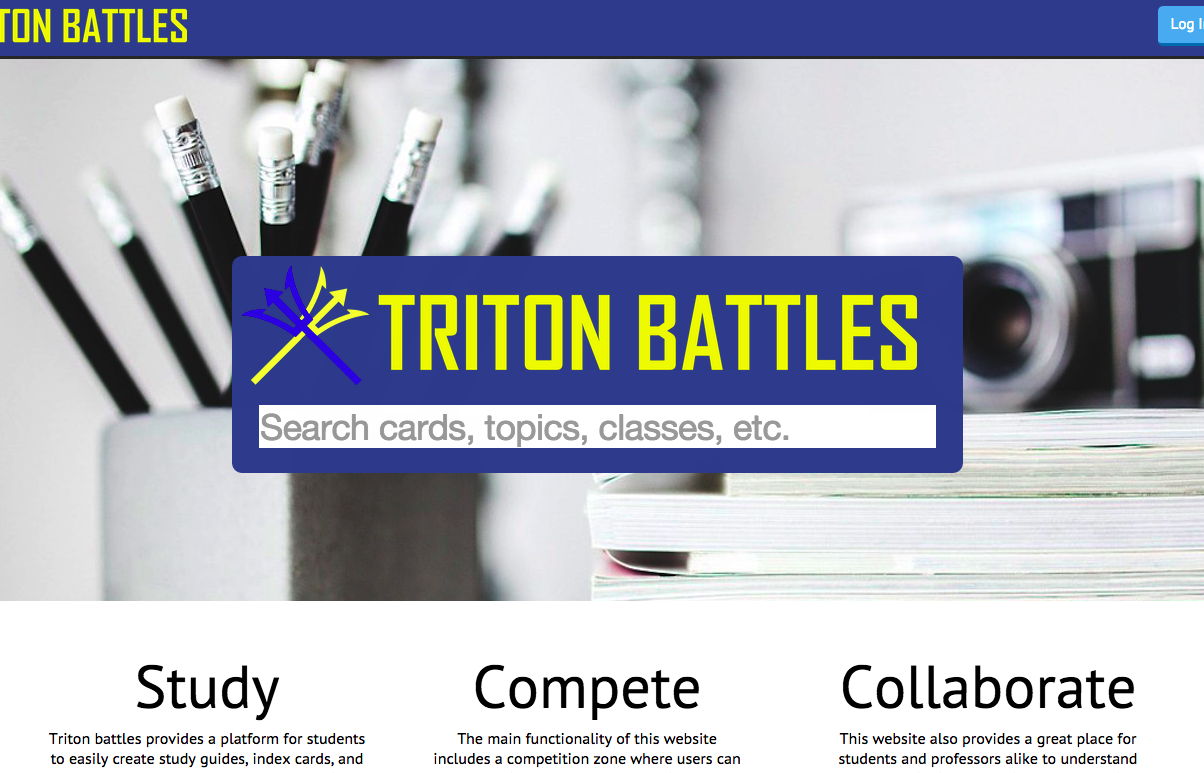 TON BATTLES
Log I
TRITON BATTLES
Search cards, topics, classes, etc.
Study
Compete
Collaborate
Triton battles provides a platform for students
to easily create study guides, index cards, and
The main functionality of this website
includes a competition zone where users can
This website also provides a great place for
students and professors alike to understand